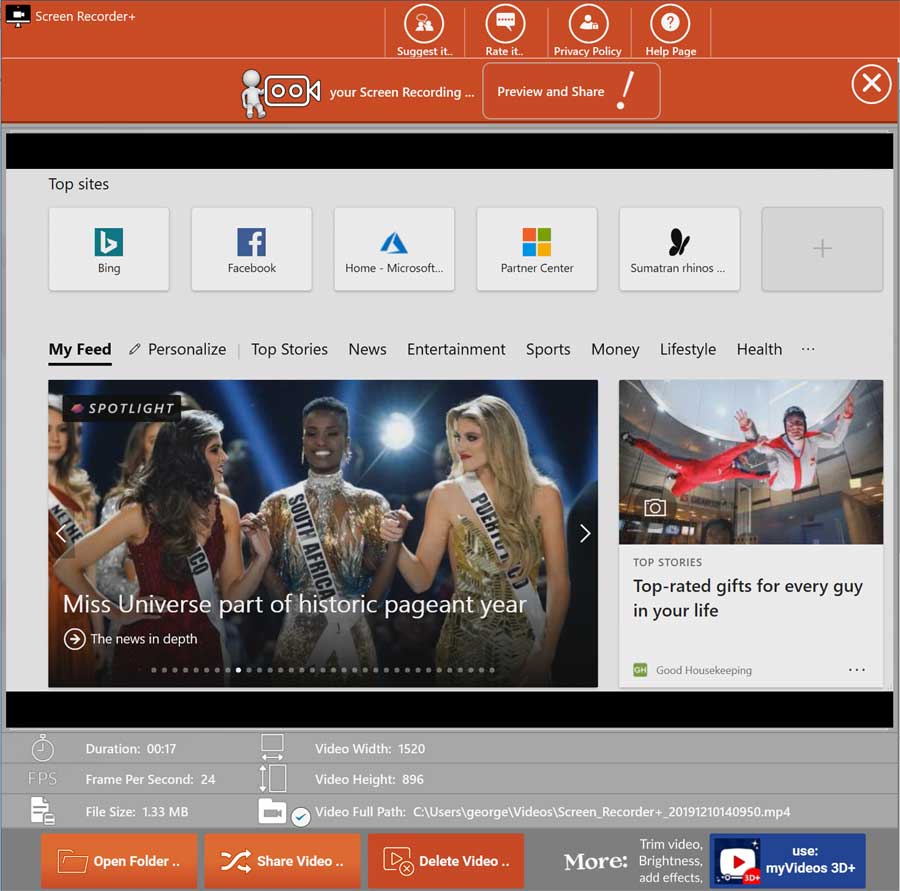 Screen Recorder+
Suggest it..
Rate it..
Privacy Policy
Help Page
your Screen Recording ...
Preview and Share
Top sites
Bing
Facebook
Home - Microsoft...
Partner Center
Sumatran rhinos ...
My Feed
Personalize
Top Stories
News
Entertainment
Sports
Money
Lifestyle
Health
...
SPOTLIGHT
SOUTH AFRICA
PUERTO RICO
Miss Universe part of historic pageant year
The news in depth
TOP STORIES
Top-rated gifts for every guy
in your life
GH
Good Housekeeping
...
Duration: 00:17
Video Width: 1520
FPS
Frame Per Second: 24
Video Height: 896
File Size: 1.33 MB
Video Full Path: C:\Users\george\Videos\Screen_Recorder+_20191210140950.mp4
Open Folder ..
Share Video ..
Delete Video ..
More:
Trim video,
Brightness,
add effects,
3D+
use:
myVideos 3D+